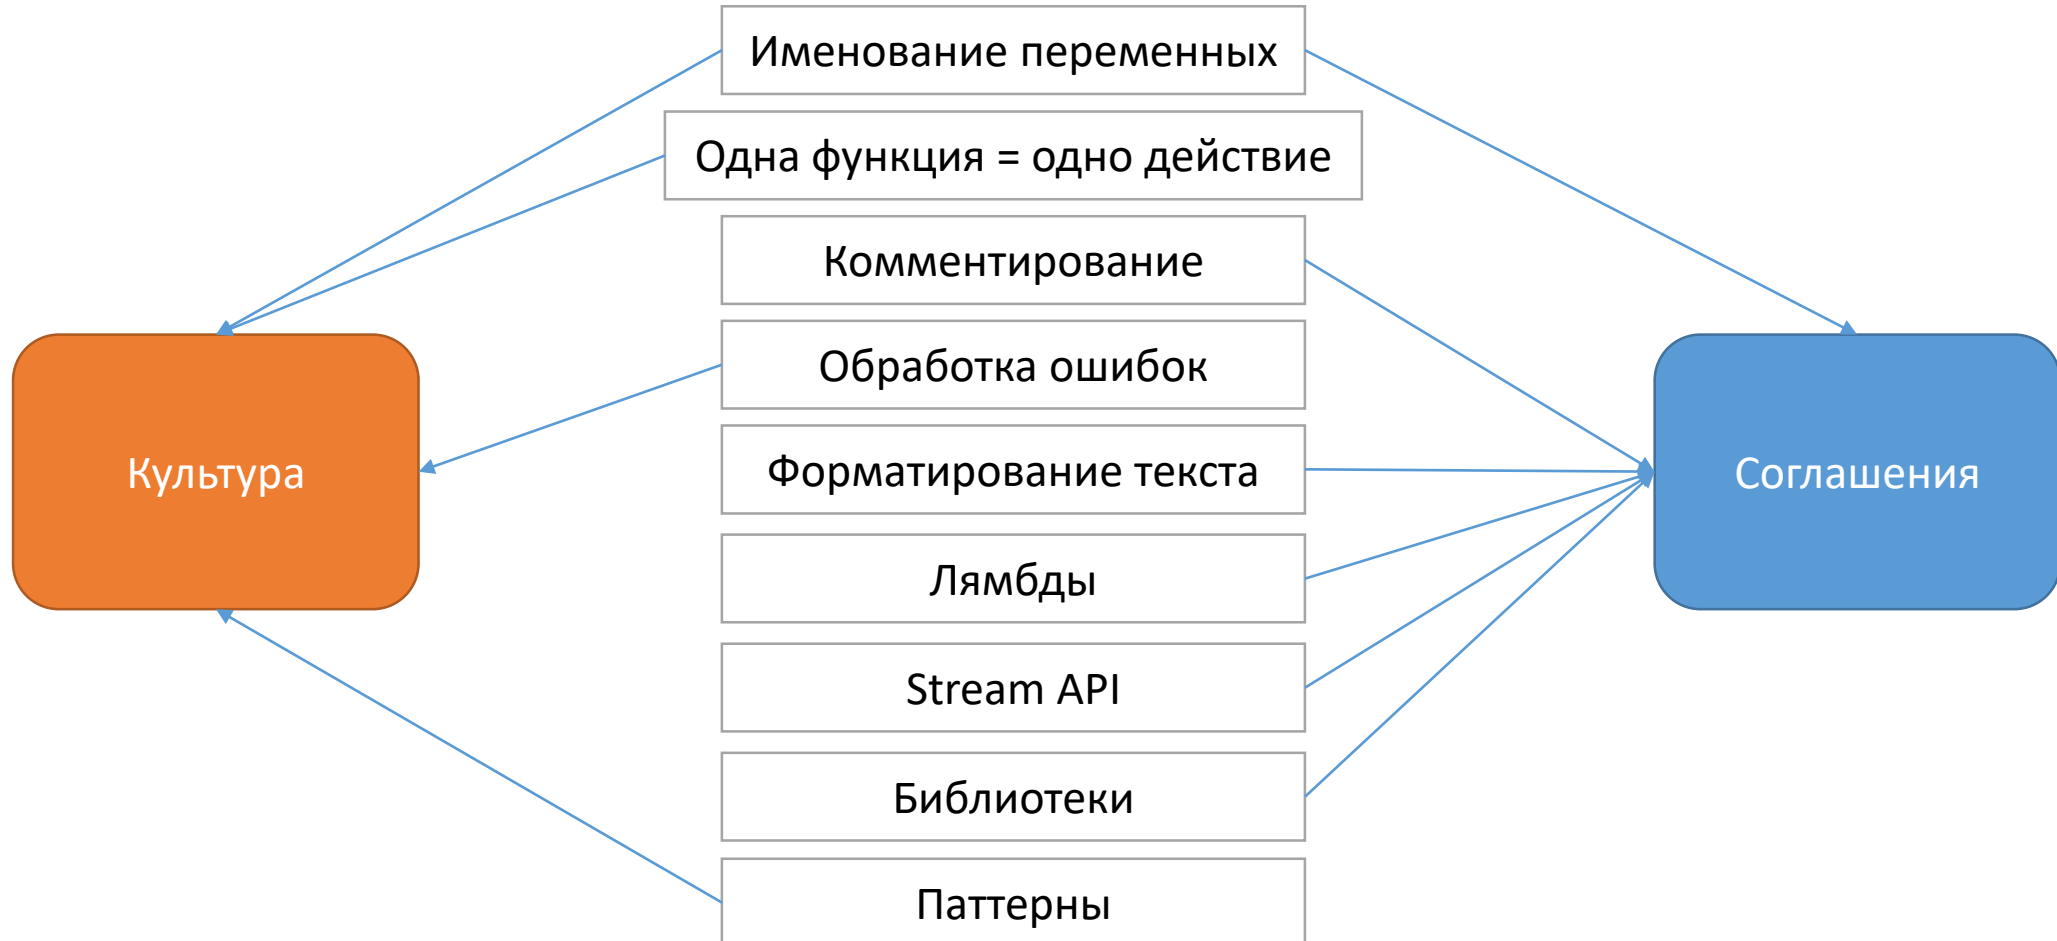 Именование переменных
Одна функция = одно действие
Комментирование
Обработка ошибок
Форматирование текста
Культура
Соглашения
Лямбды
Stream API
Библиотеки
Паттерны